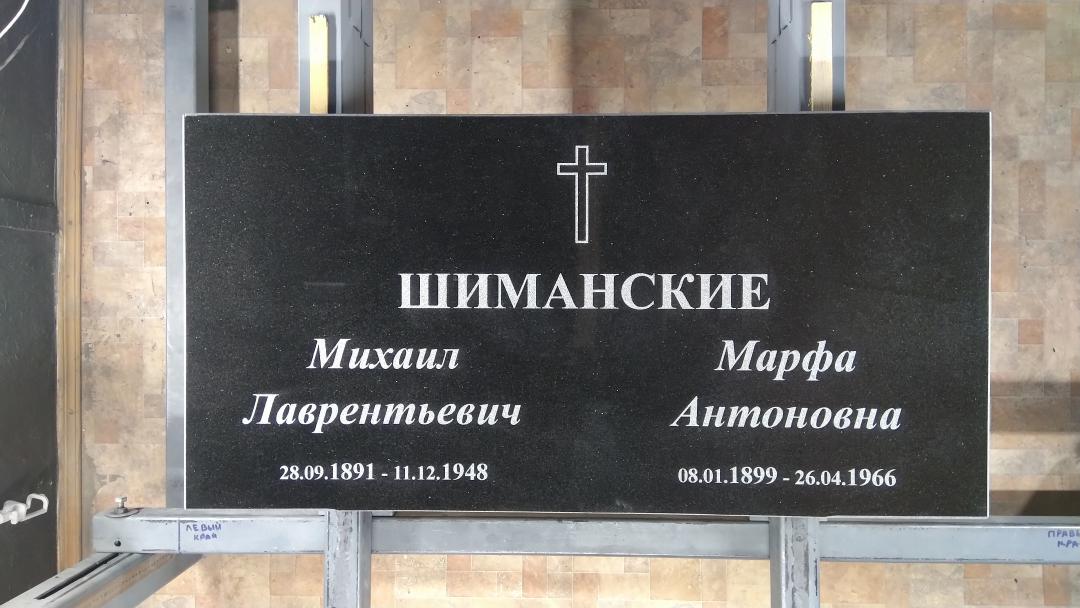 ШИМАНСКИЕ
Михаил
Лаврентьевич
28.09.1891 - 11.12.1948
Марфа
Антоновна
08.01.1899 - 26.04.1966
ЛЕВЫЙ
КРАЙ